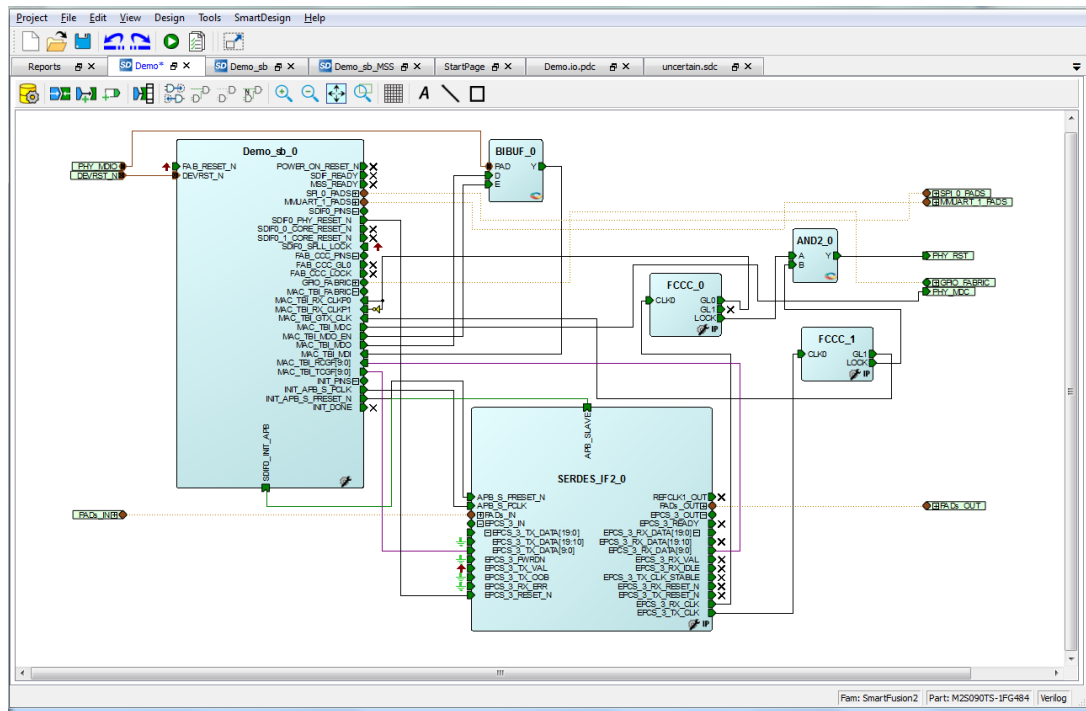 Project File Edit View Design Tools SmartDesign Help
Reports Demo* Demo_sb Demo_sb_MSS StartPage Demo.io.pdc uncertain.sdc
A
Demo_sb_0
PHY_MDIO
DEVRST_N
FAB_RESET_N
DEVRST_N
POWER_ON_RESET_N
SDIF_READY
MSS_READY
SPI_0_PADS
MMUART_1_PADS
SDIF0_PINS
SDIF0_PHY_RESET_N
SDIF0_0_CORE_RESET_N
SDIF0_1_CORE_RESET_N
SDIF0_SPLL_LOCK
FAB_CCC_PINS
FAB_CCC_GL0
FAB_CCC_LOCK
GPIO_FABRIC
MAC_TBI_FABRIC
MAC_TBI_RX_CLKP0
MAC_TBI_RX_CLKP1
MAC_TBI_GTX_CLK
MAC_TBI_MDC
MAC_TBI_MDO_EN
MAC_TBI_MDO
MAC_TBI_MDI
MAC_TBI_RCGF[9:0]
MAC_TBI_TCGF[9:0]
INIT_PINS
INIT_APB_S_PCLK
INIT_APB_S_PRESET_N
INIT_DONE
SDIF0_INIT_APB
BIBUF_0
PAD Y
D
E
SPI_0_PADS
MMUART_1_PADS
AND2_0
A Y
B
PHY_RST
GPIO_FABRIC
PHY_MDC
FCCC_0
CLK0 GL0
GL1
LOCK
IP
FCCC_1
CLK0 GL1
LOCK
IP
APB_SLAVE
SERDES_IF2_0
PADs_IN
APB_S_PRESET_N
APB_S_PCLK
PADs_IN
EPCS_3_IN
EPCS_3_TX_DATA[19:0]
EPCS_3_TX_DATA[19:10]
EPCS_3_TX_DATA[9:0]
EPCS_3_PWRDN
EPCS_3_TX_VAL
EPCS_3_TX_OOB
EPCS_3_RX_ERR
EPCS_3_RESET_N
REFCLK1_OUT
PADs_OUT
EPCS_3_OUT
EPCS_3_READY
EPCS_3_RX_DATA[19:0]
EPCS_3_RX_DATA[19:10]
EPCS_3_RX_DATA[9:0]
EPCS_3_RX_VAL
EPCS_3_RX_IDLE
EPCS_3_TX_CLK_STABLE
EPCS_3_RX_RESET_N
EPCS_3_TX_RESET_N
EPCS_3_RX_CLK
EPCS_3_TX_CLK
IP
PADs_OUT
Fam: SmartFusion2 Part: M2S090TS-1FG484 Verilog